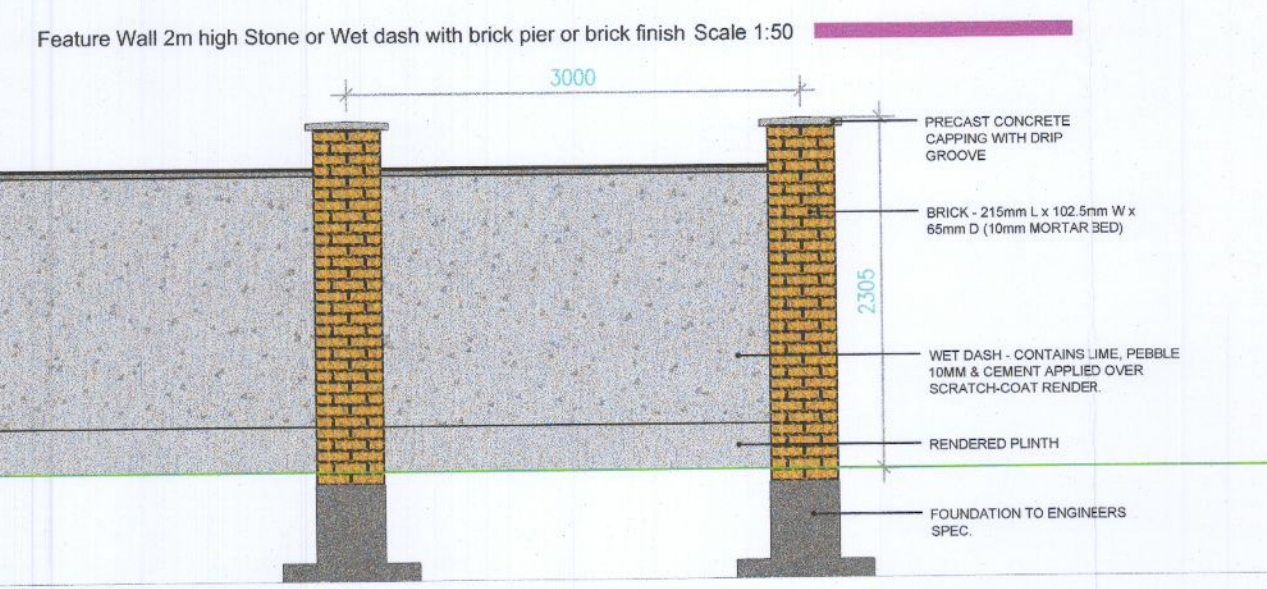 Feature Wall 2m high Stone or Wet dash with brick pier or brick finish Scale 1:50
3000
PRECAST CONCRETE
CAPPING WITH DRIP
GROOVE
BRICK - 215mm L x 102.5mm W x
65mm D (10mm MORTAR BED)
2305
WET DASH - CONTAINS LIME, PEBBLE
10MM & CEMENT APPLIED OVER
SCRATCH-COAT RENDER.
RENDERED PLINTH
FOUNDATION TO ENGINEERS
SPEC.